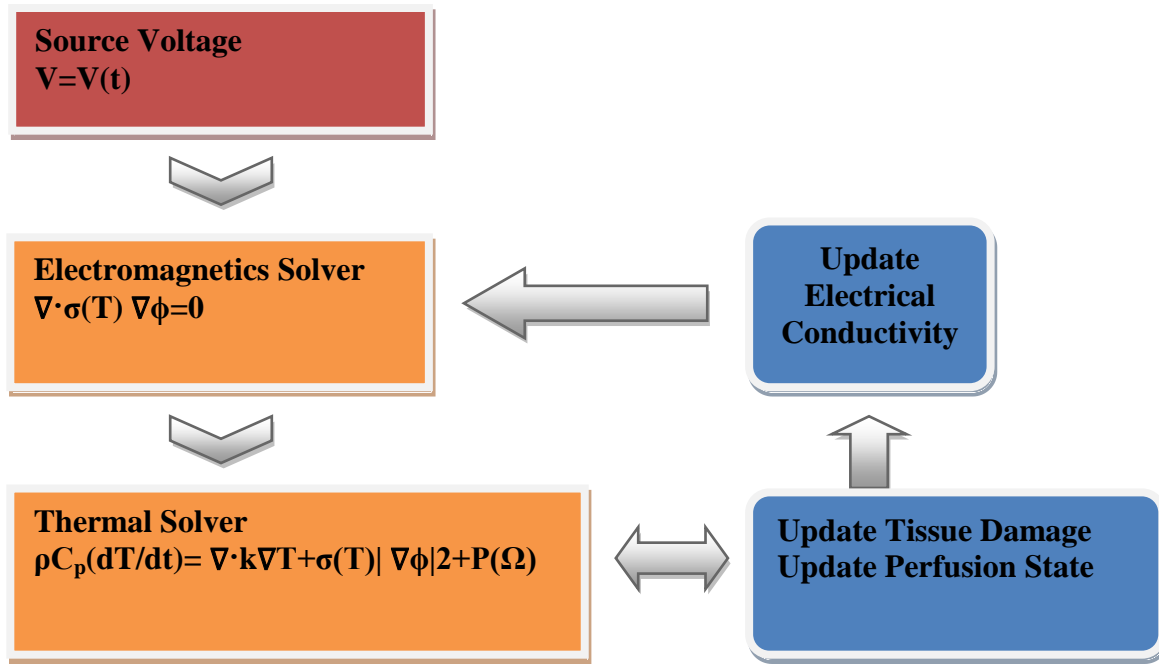 Source Voltage
V=V(t)
Electromagnetics Solver
∇·σ(T) ∇ϕ=0
Update
Electrical
Conductivity
Thermal Solver
ρCp(dT/dt)= ∇·k∇T+σ(T)| ∇ϕ|2+P(Ω)
Update Tissue Damage
Update Perfusion State